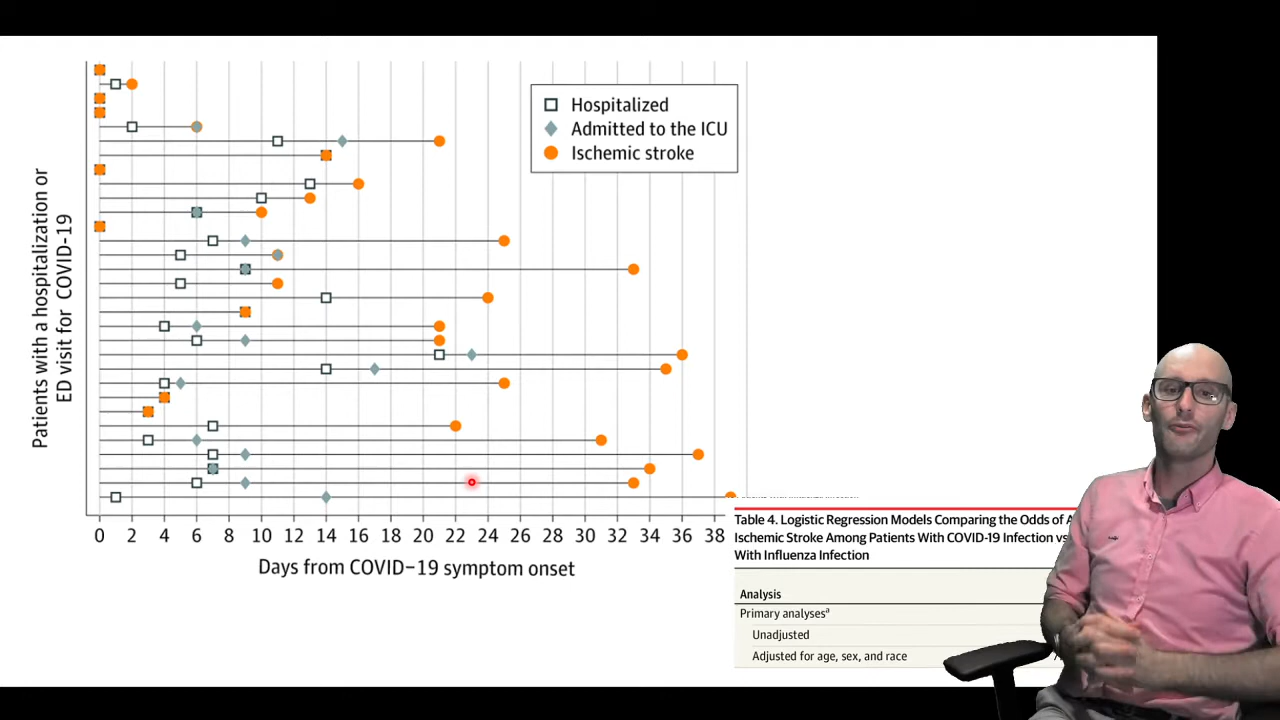 Hospitalized
Admitted to the ICU
Ischemic stroke
Patients with a hospitalization or
ED visit for COVID-19
0 2 4 6 8 10 12 14 16 18 20 22 24 26 28 30 32 34 36 38
Days from COVID-19 symptom onset
Table 4. Logistic Regression Models Comparing the Odds of A
Ischemic Stroke Among Patients With COVID-19 Infection vs
With Influenza Infection
Analysis
Primary analysesa
Unadjusted
Adjusted for age, sex, and race